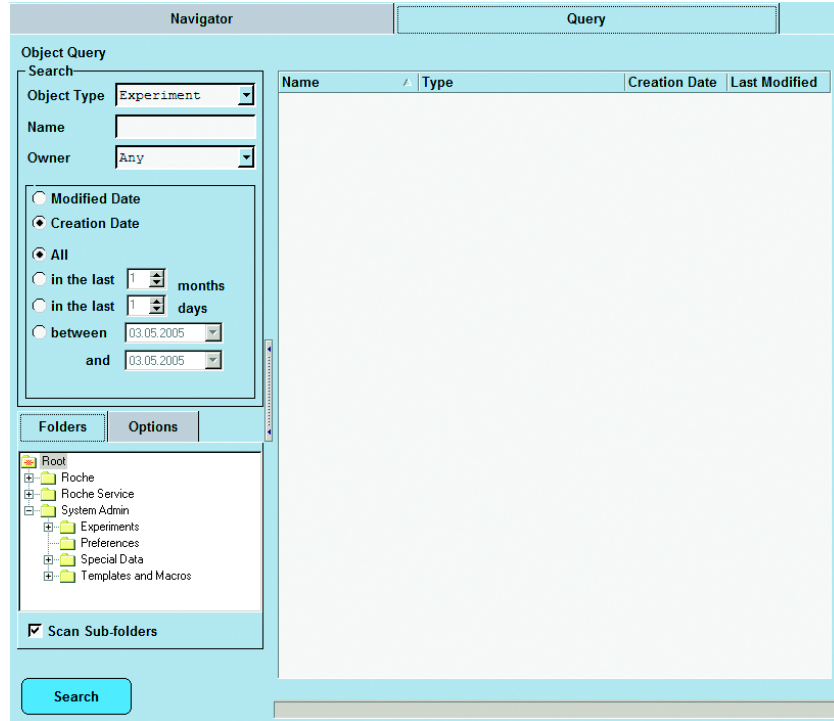 Navigator
Query
Object Query
Search
Object Type Experiment
Name
Owner Any
Modified Date
Creation Date
All
in the last 1 months
in the last 1 days
between 03.05.2005
and 03.05.2005
Folders
Options
Root
Roche
Roche Service
System Admin
Experiments
Preferences
Special Data
Templates and Macros
Scan Sub-folders
Search
Name Type Creation Date Last Modified